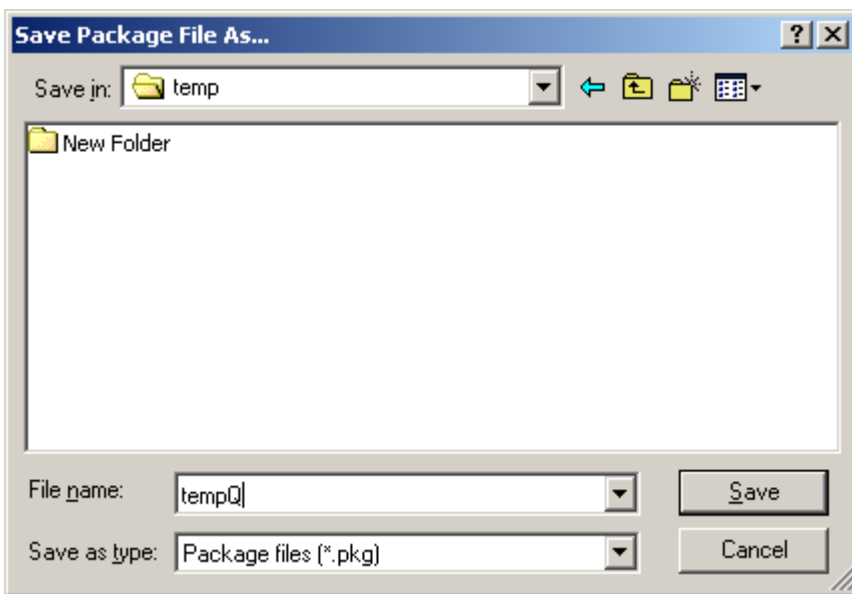 Save Package File As...
Save in: temp
New Folder
File name: tempQ Save
Save as type: Package files (*.pkg) Cancel